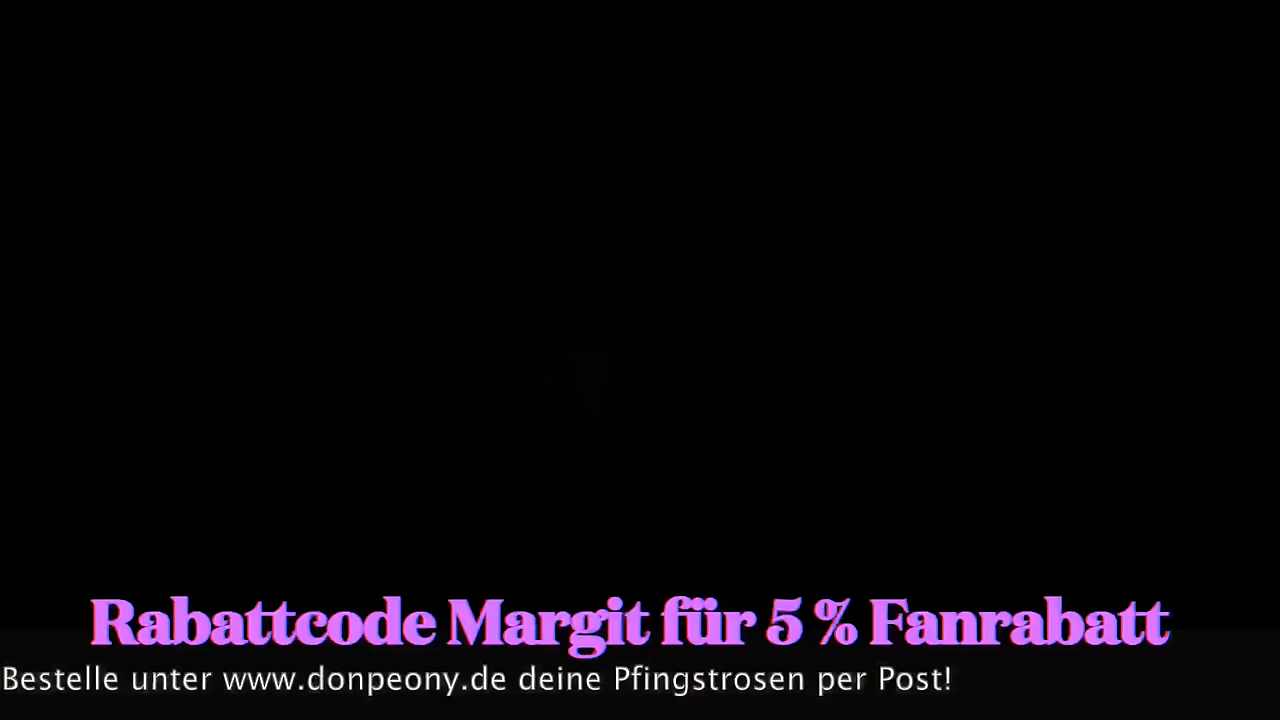 Rabattcode Margit für 5 % Fanrabatt
Bestelle unter www.donpeony.de deine Pfingstrosen per Post!